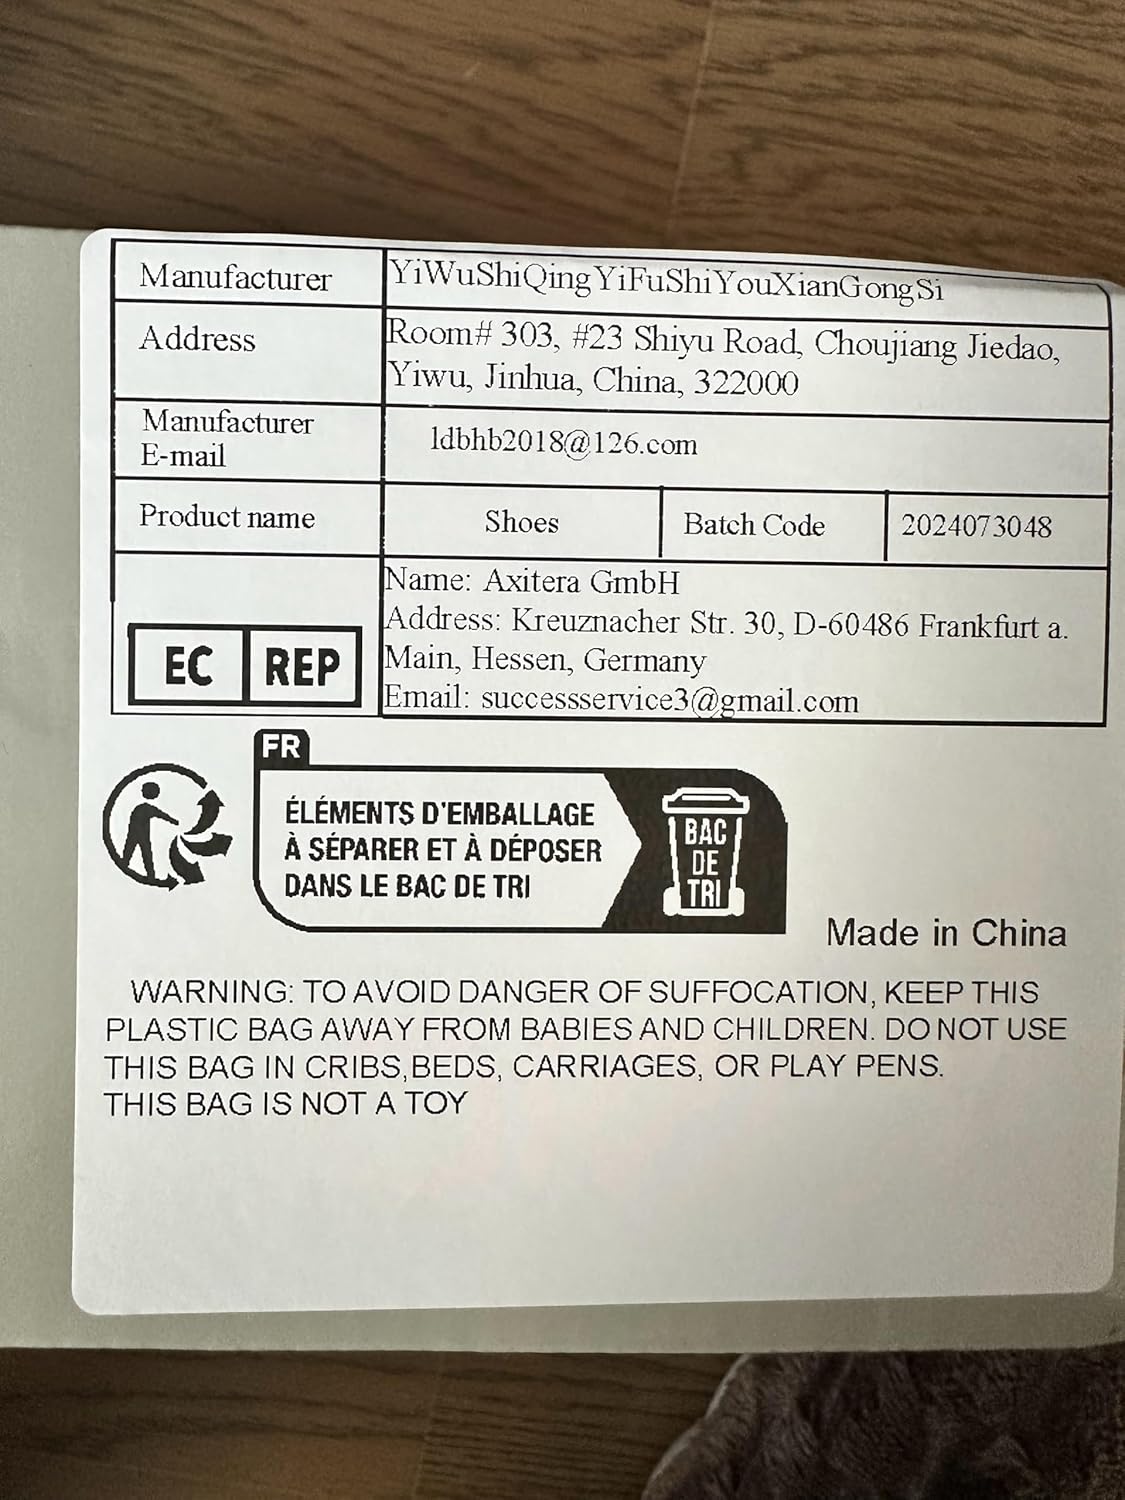 Manufacturer YiWuShiQingYiFuShiYouXianGongSi
Address Room# 303, #23 Shiyu Road, Choujiang Jiedao,
Yiwu, Jinhua, China, 322000
Manufacturer
E-mail ldbhb2018@126.com
Product name Shoes Batch Code 2024073048
Name: Axitera GmbH
Address: Kreuznacher Str. 30, D-60486 Frankfurt a.
Main, Hessen, Germany
Email: successservice3@gmail.com
EC REP
FR
ÉLÉMENTS D'EMBALLAGE
À SÉPARER ET À DÉPOSER
DANS LE BAC DE TRI
BAC
DE
TRI
Made in China
WARNING: TO AVOID DANGER OF SUFFOCATION, KEEP THIS
PLASTIC BAG AWAY FROM BABIES AND CHILDREN. DO NOT USE
THIS BAG IN CRIBS,BEDS, CARRIAGES, OR PLAY PENS.
THIS BAG IS NOT A TOY